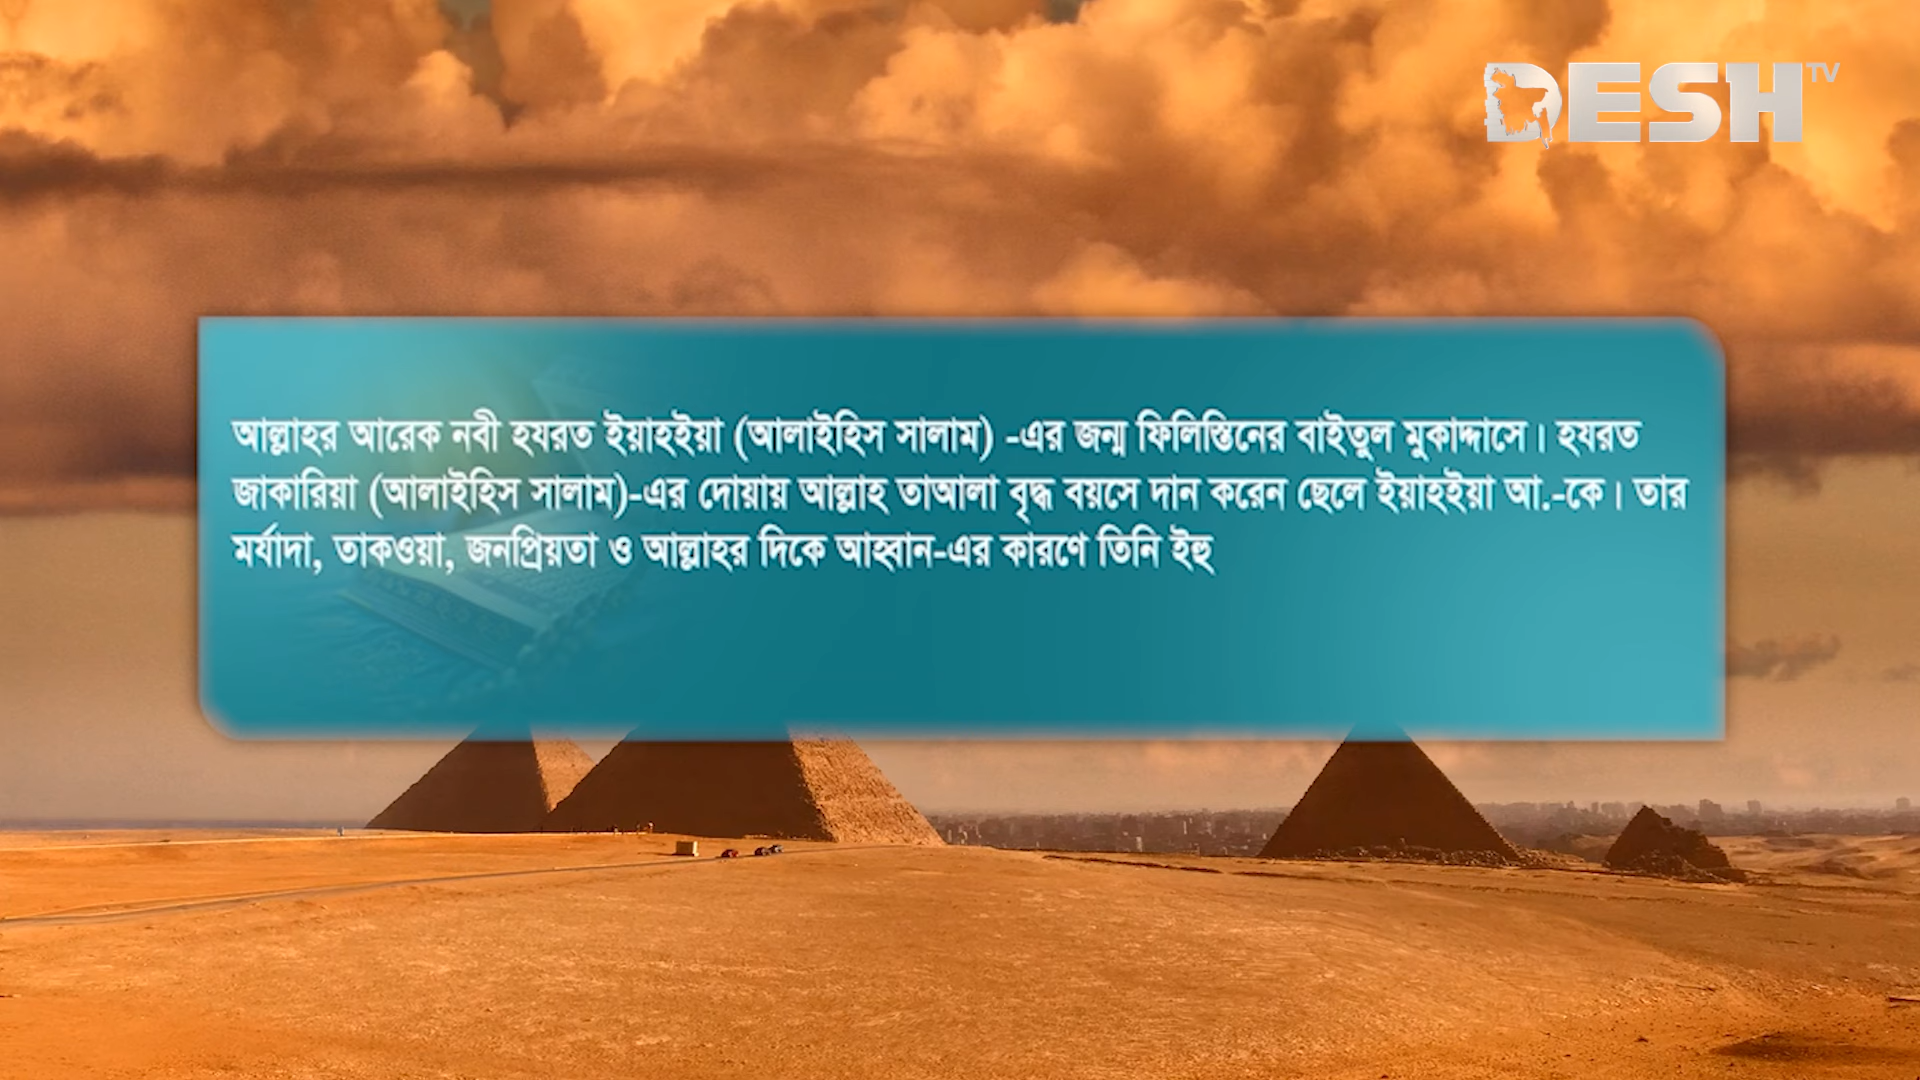 DESH TV
আল্লাহর আরেক নবী হযরত ইয়াহইয়া (আলাইহিস সালাম) -এর জন্ম ফিলিস্তিনের বাইতুল মুকাদ্দাসে। হযরত
জাকারিয়া (আলাইহিস সালাম)-এর দোয়ায় আল্লাহ তাআলা বৃদ্ধ বয়সে দান করেন ছেলে ইয়াহইয়া আ.-কে। তার
মর্যাদা, তাকওয়া, জনপ্রিয়তা ও আল্লাহর দিকে আহ্বান-এর কারণে তিনি ইহু